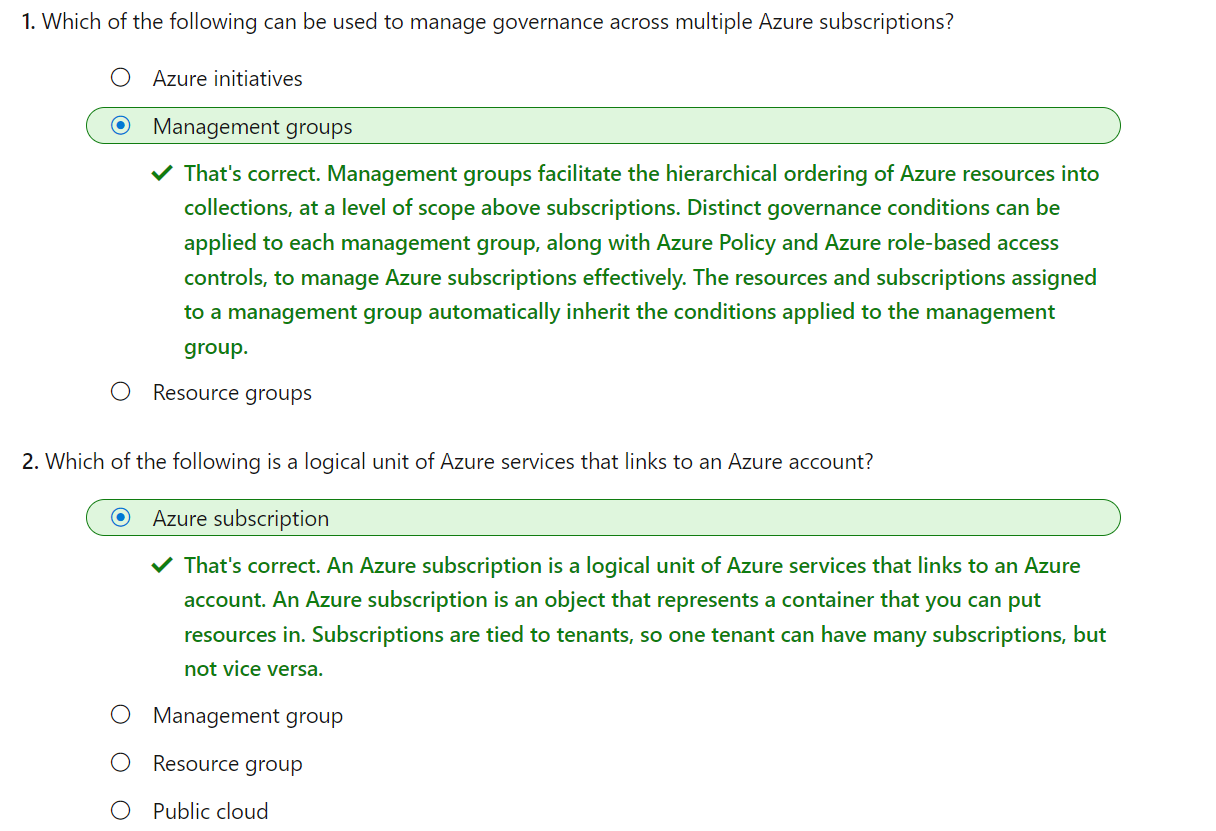 1. Which of the following can be used to manage governance across multiple Azure subscriptions?
Azure initiatives
Management groups
That's correct. Management groups facilitate the hierarchical ordering of Azure resources into
collections, at a level of scope above subscriptions. Distinct governance conditions can be
applied to each management group, along with Azure Policy and Azure role-based access
controls, to manage Azure subscriptions effectively. The resources and subscriptions assigned
to a management group automatically inherit the conditions applied to the management
group.
Resource groups
2. Which of the following is a logical unit of Azure services that links to an Azure account?
Azure subscription
That's correct. An Azure subscription is a logical unit of Azure services that links to an Azure
account. An Azure subscription is an object that represents a container that you can put
resources in. Subscriptions are tied to tenants, so one tenant can have many subscriptions, but
not vice versa.
Management group
Resource group
Public cloud